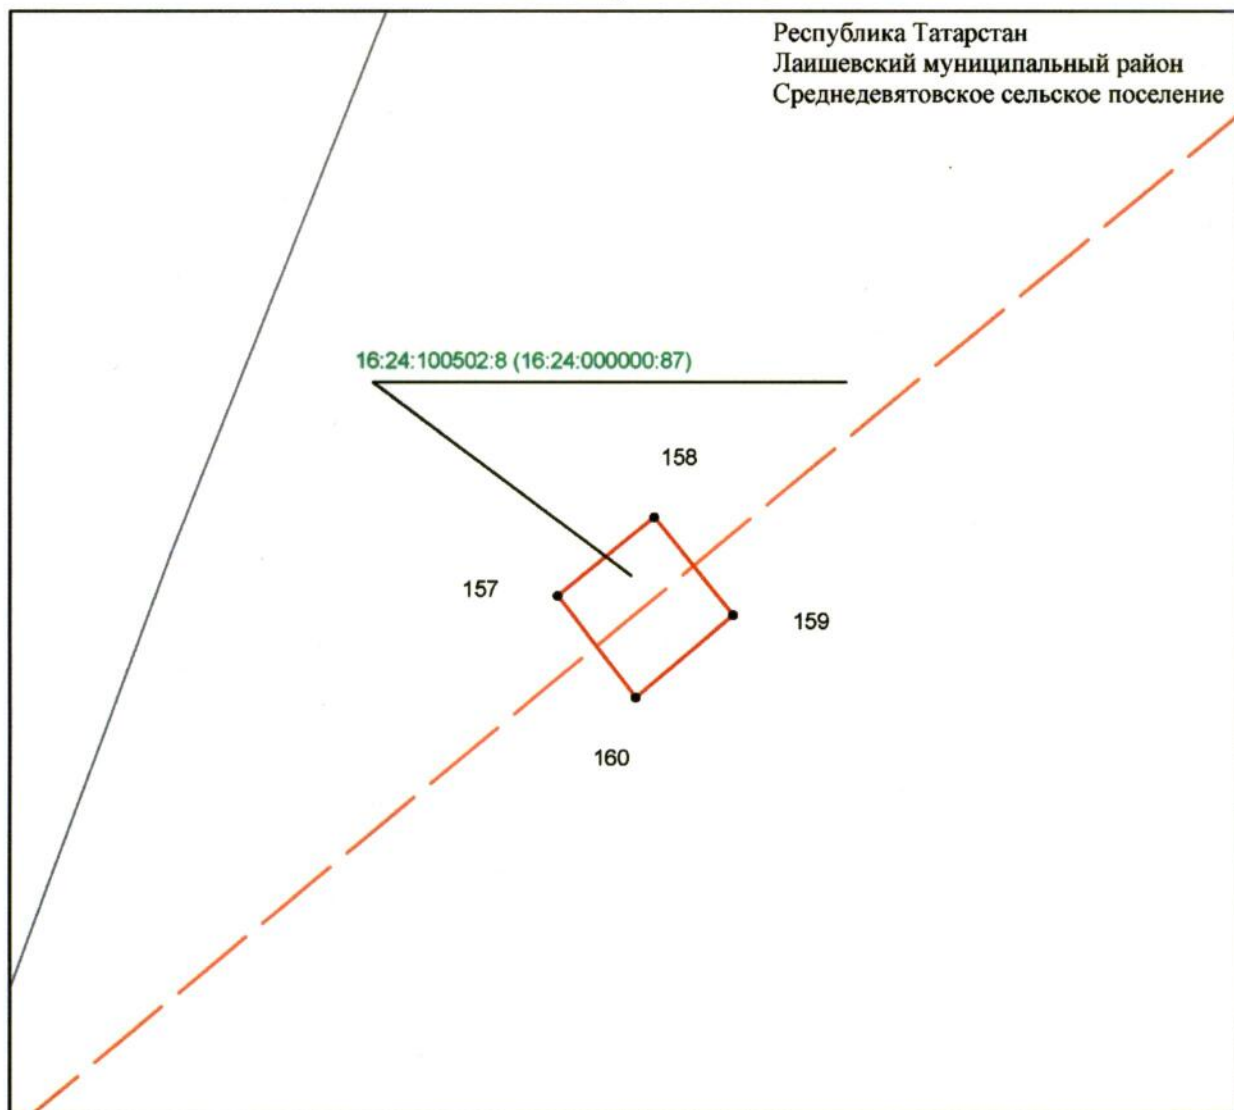 Республика Татарстан
Лаишевский муниципальный район
Среднедевятовское сельское поселение
16:24:100502:8 (16:24:000000:87)
158
157
159
160